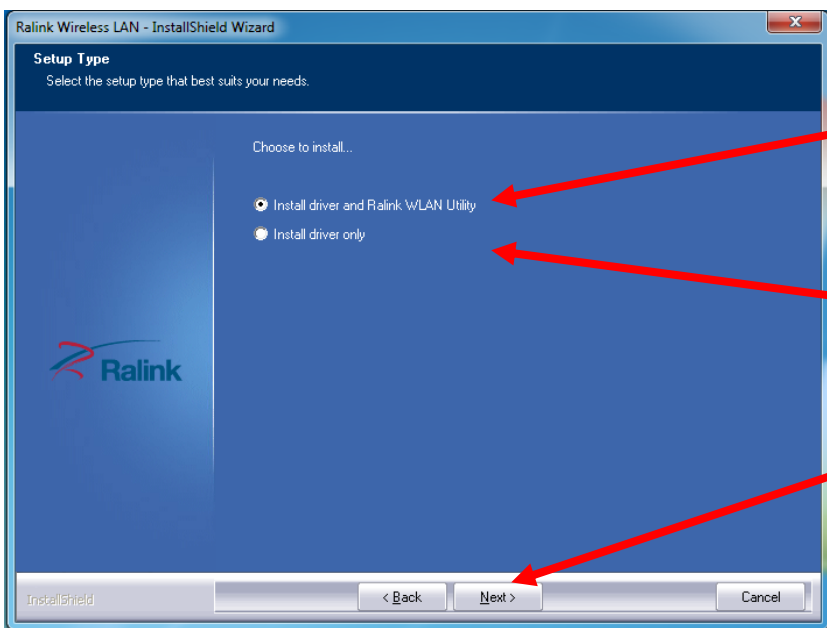 Ralink Wireless LAN - InstallShield Wizard
Setup Type
Select the setup type that best suits your needs.
Choose to install...
Install driver and Ralink WLAN Utility
Install driver only
Ralink
InstallShield
< Back
Next >
Cancel